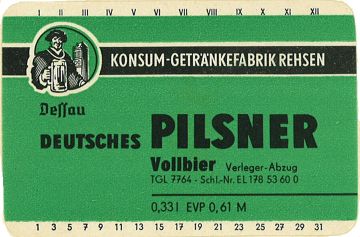 I II III IV V VI VII VIII IX X XI XII
KONSUM-GETRÄNKEFABRIK REHSEN
Dessau
DEUTSCHES PILSNER
Vollbier Verleger-Abzug
TGL 7764 - Schl.-Nr. EL 178 53 60 0
0,33 l EVP 0,61 M
1 3 5 7 9 11 13 15 17 19 21 23 25 27 29 31